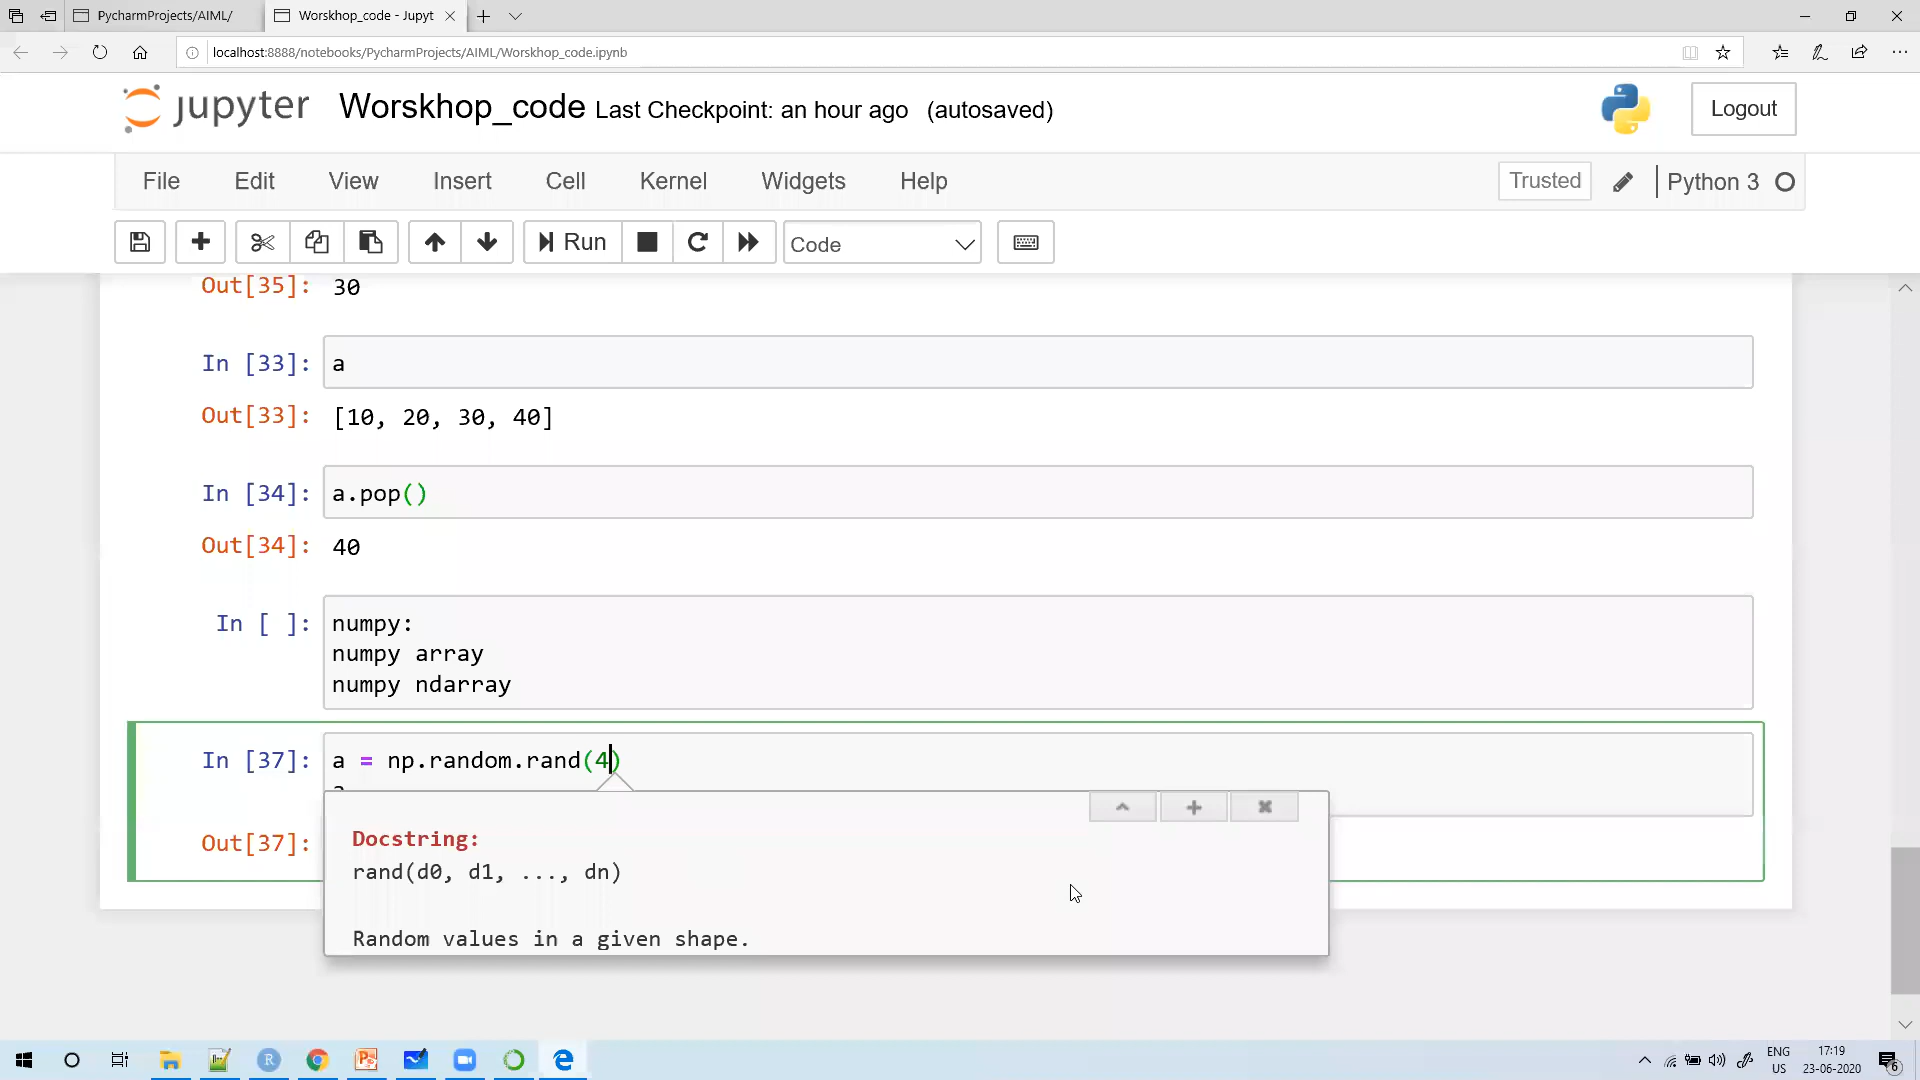 PycharmProjects/AIML/
Worskhop_code - Jupyt
localhost:8888/notebooks/PycharmProjects/AIML/Worskhop_code.ipynb
jupyter Worskhop_code Last Checkpoint: an hour ago (autosaved)
Logout
File Edit View Insert Cell Kernel Widgets Help
Trusted
Python 3
Run
Code
Out[35]: 30
In [33]: a
Out[33]: [10, 20, 30, 40]
In [34]: a.pop()
Out[34]: 40
In [ ]: numpy:
numpy array
numpy ndarray
In [37]: a = np.random.rand(4)
a
Out[37]:
Docstring:
rand(d0, d1, ..., dn)
Random values in a given shape.
ENG
US
17:19
23-06-2020
6